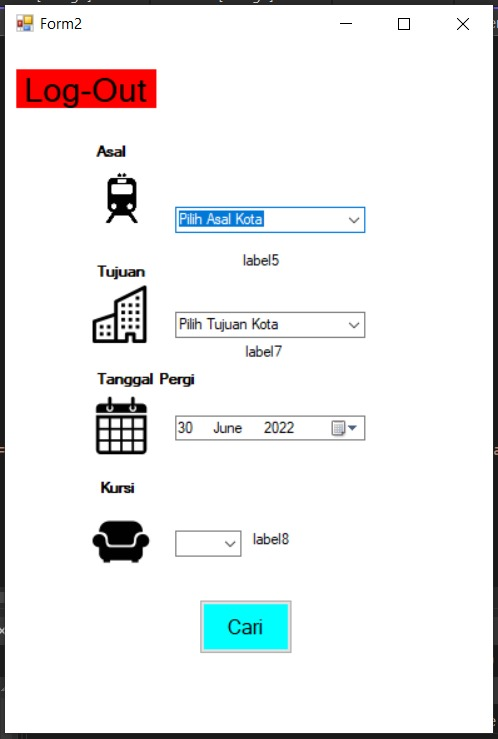 Form2
Log-Out
Asal
Pilih Asal Kota
label5
Tujuan
Pilih Tujuan Kota
label7
Tanggal Pergi
30 June 2022
Kursi
label8
Cari